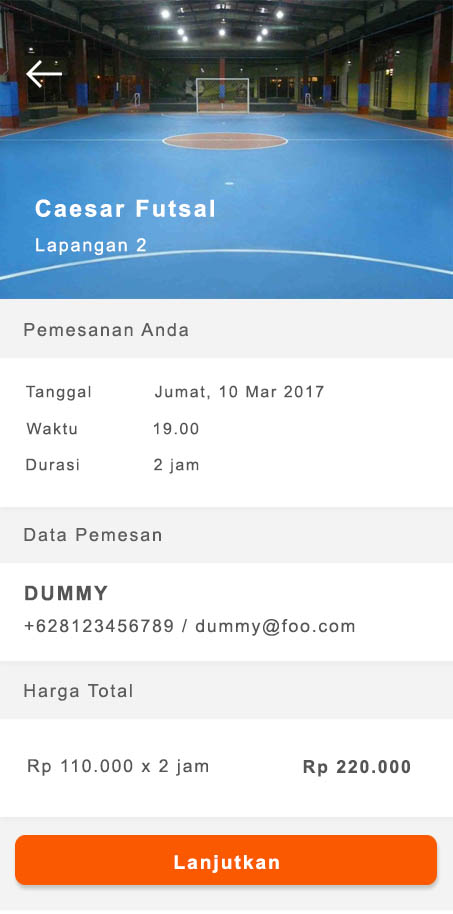 Caesar Futsal
Lapangan 2
Pemesanan Anda
Tanggal Jumat, 10 Mar 2017
Waktu 19.00
Durasi 2 jam
Data Pemesan
DUMMY
+628123456789 / dummy@foo.com
Harga Total
Rp 110.000 x 2 jam Rp 220.000
Lanjutkan